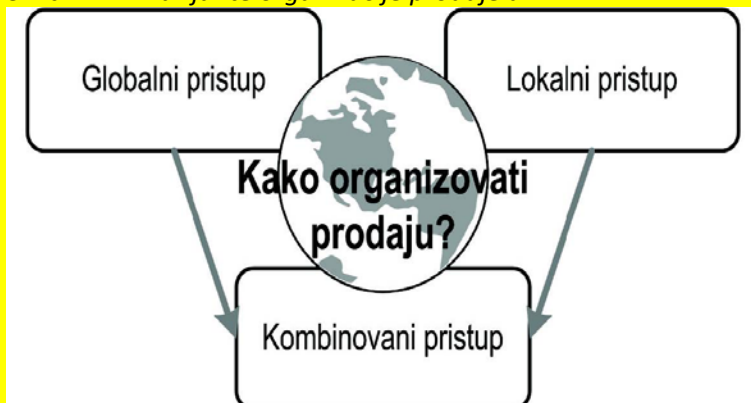 Globalni pristup
Lokalni pristup
Kako organizovati
prodaju?
Kombinovani pristup